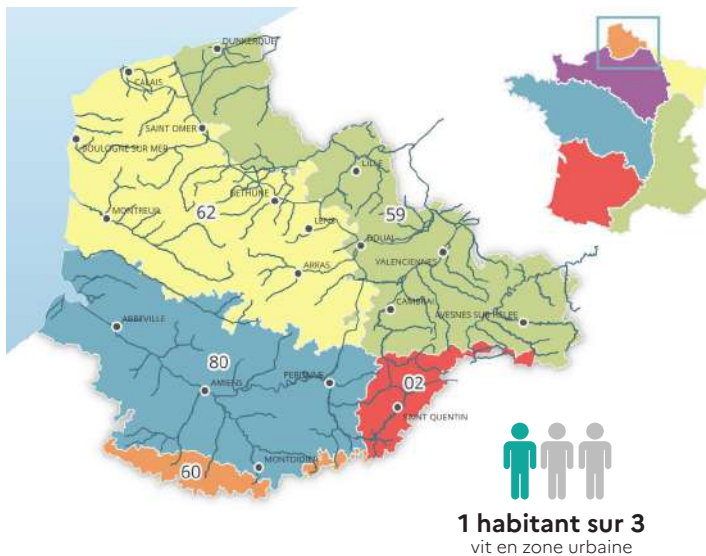 DUNKERQUE
CALAIS
SAINT OMER
BOULOGNE SUR MER
LILLE
BETHUNE
62
59
MONTREUIL
LENS
DOUAI
VALENCIENNES
ARRAS
CAMBRAI
AVESNES SUR HELPE
ABBEVILLE
80
PERONNE
02
AMIENS
SAINT QUENTIN
MONTDIDIER
60
1 habitant sur 3
vit en zone urbaine